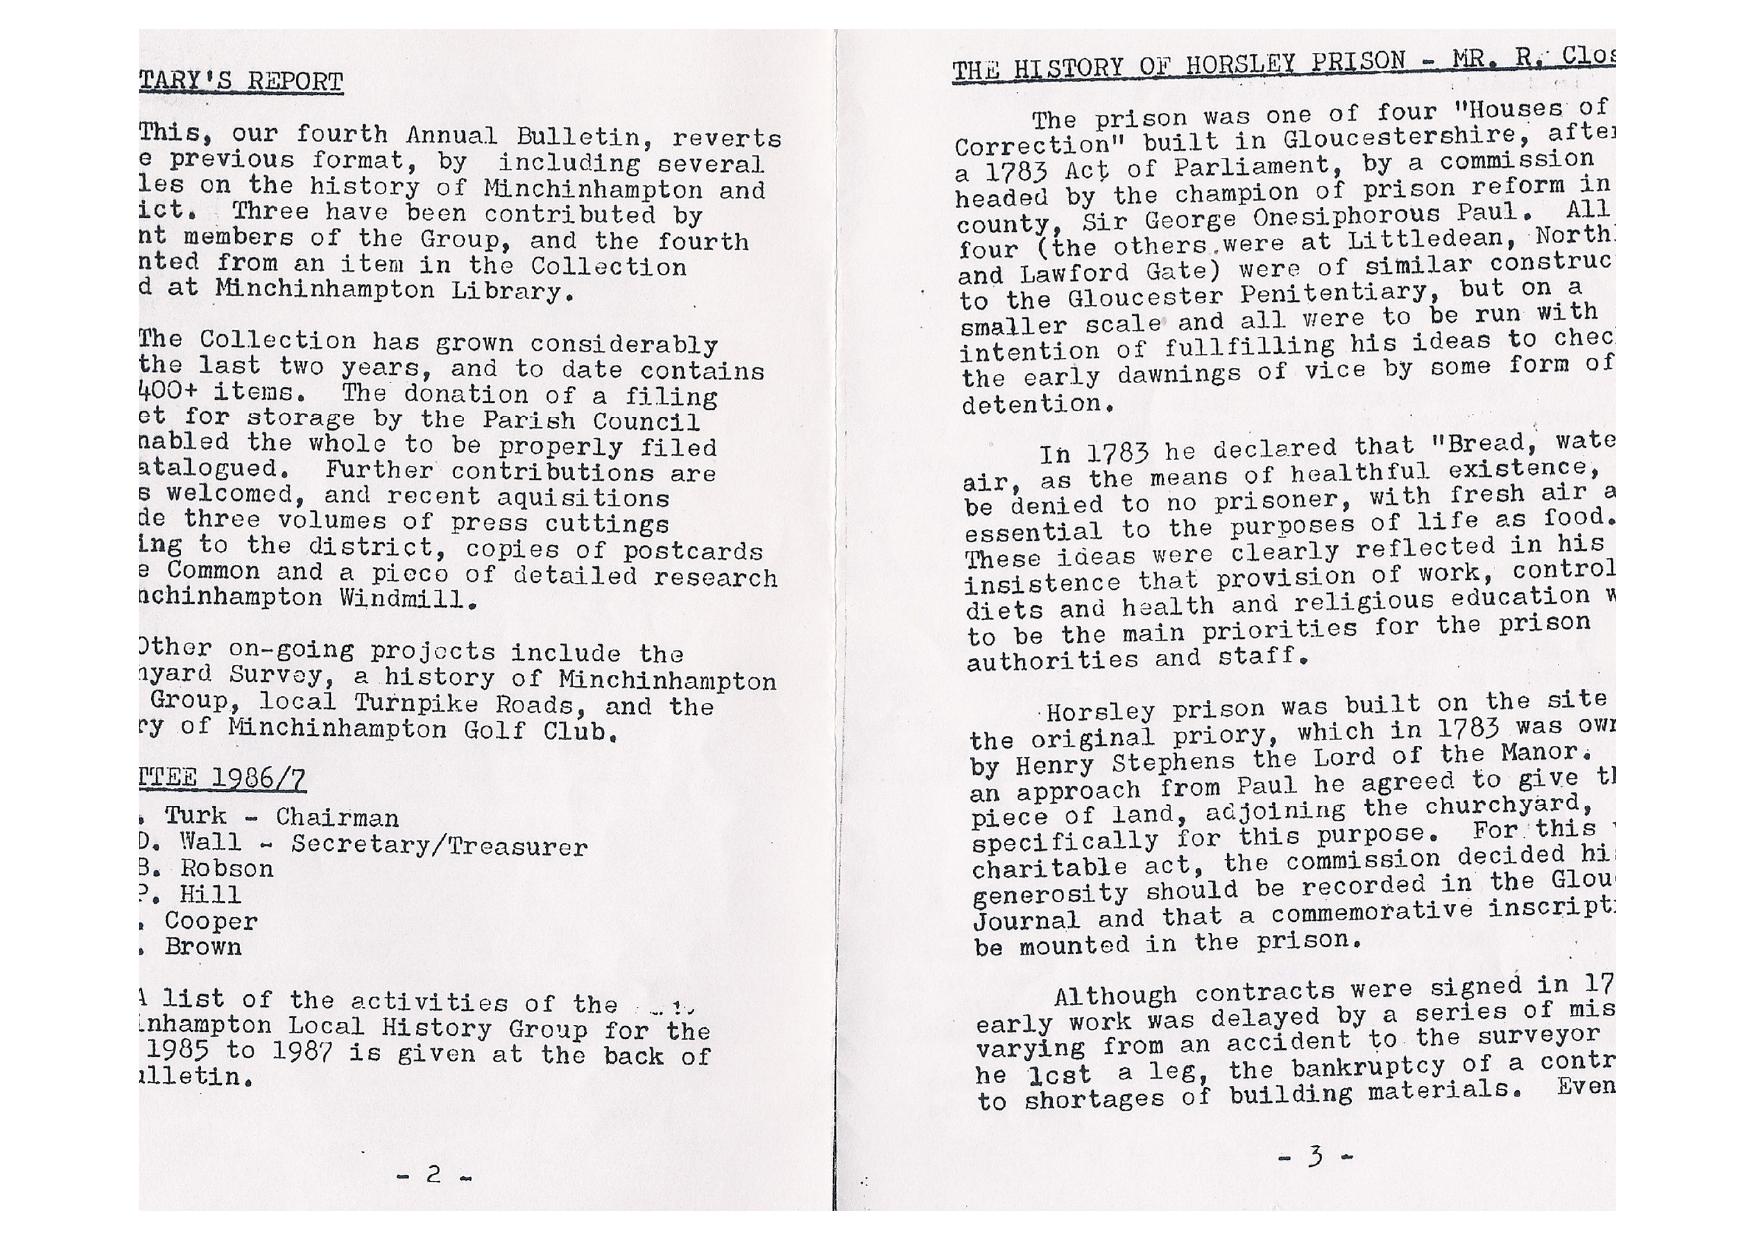 TARY'S REPORT
This, our fourth Annual Bulletin, reverts
e previous format, by including several
les on the history of Minchinhampton and
ict. Three have been contributed by
nt members of the Group, and the fourth
nted from an item in the Collection
d at Minchinhampton Library.
The Collection has grown considerably
the last two years, and to date contains
400+ items. The donation of a filing
et for storage by the Parish Council
nabled the whole to be properly filed
atalogued. Further contributions are
s welcomed, and recent aquisitions
de three volumes of press cuttings
ing to the district, copies of postcards
e Common and a piece of detailed research
nchinhampton Windmill.
Other on-going projects include the
nyard Survey, a history of Minchinhampton
Group, local Turnpike Roads, and the
ry of Minchinhampton Golf Club.
TTEE 1986/7
. Turk - Chairman
D. Wall - Secretary/Treasurer
B. Robson
P. Hill
. Cooper
. Brown
A list of the activities of the
inhampton Local History Group for the
1985 to 1987 is given at the back of
ulletin.
- 2 -
THE HISTORY OF HORSLEY PRISON - MR. R. Clos
The prison was one of four "Houses of
Correction" built in Gloucestershire, after
a 1783 Act of Parliament, by a commission
headed by the champion of prison reform in
county, Sir George Onesiphorous Paul. All
four (the others were at Littledean, North
and Lawford Gate) were of similar construc
to the Gloucester Penitentiary, but on a
smaller scale and all were to be run with
intention of fullfilling his ideas to chec
the early dawnings of vice by some form of
detention.
In 1783 he declared that "Bread, wate
air, as the means of healthful existence,
be denied to no prisoner, with fresh air a
essential to the purposes of life as food.
These ideas were clearly reflected in his
insistence that provision of work, control
diets and health and religious education w
to be the main priorities for the prison
authorities and staff.
Horsley prison was built on the site
the original priory, which in 1783 was own
by Henry Stephens the Lord of the Manor.
an approach from Paul he agreed to give th
piece of land, adjoining the churchyard,
specifically for this purpose. For this
charitable act, the commission decided hi
generosity should be recorded in the Glou
Journal and that a commemorative inscripti
be mounted in the prison.
Although contracts were signed in 17
early work was delayed by a series of mis
varying from an accident to the surveyor
he lost a leg, the bankruptcy of a contr
to shortages of building materials. Even
- 3 -